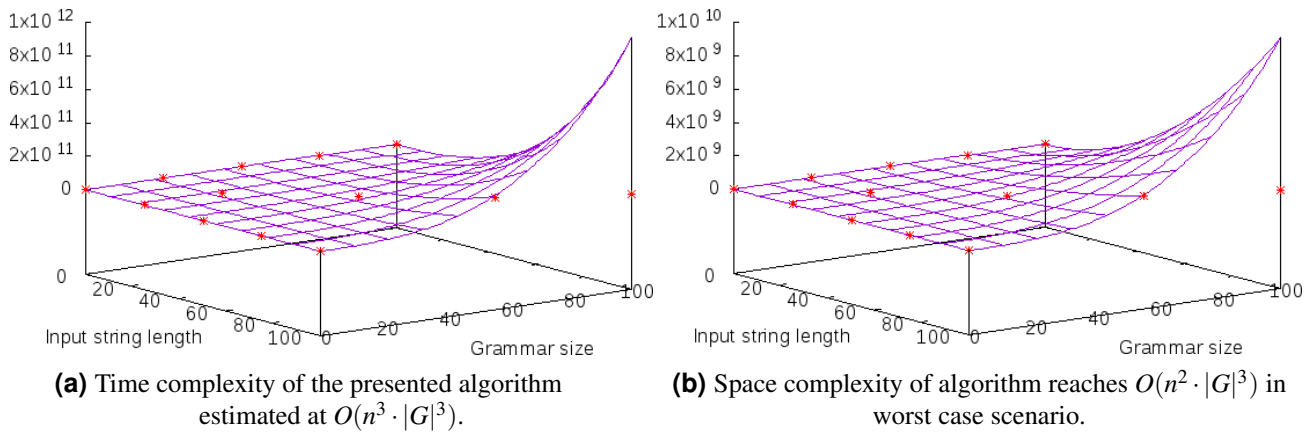 1x10 12
8x10 11
6x10 11
4x10 11
2x10 11
0
0
20
40
60
80
100
Input string length
0
20
40
60
80
100
Grammar size
(a) Time complexity of the presented algorithm
estimated at O(n³ · |G|³).
1x10 10
8x10 9
6x10 9
4x10 9
2x10 9
0
0
20
40
60
80
100
Input string length
0
20
40
60
80
100
Grammar size
(b) Space complexity of algorithm reaches O(n² · |G|³) in
worst case scenario.